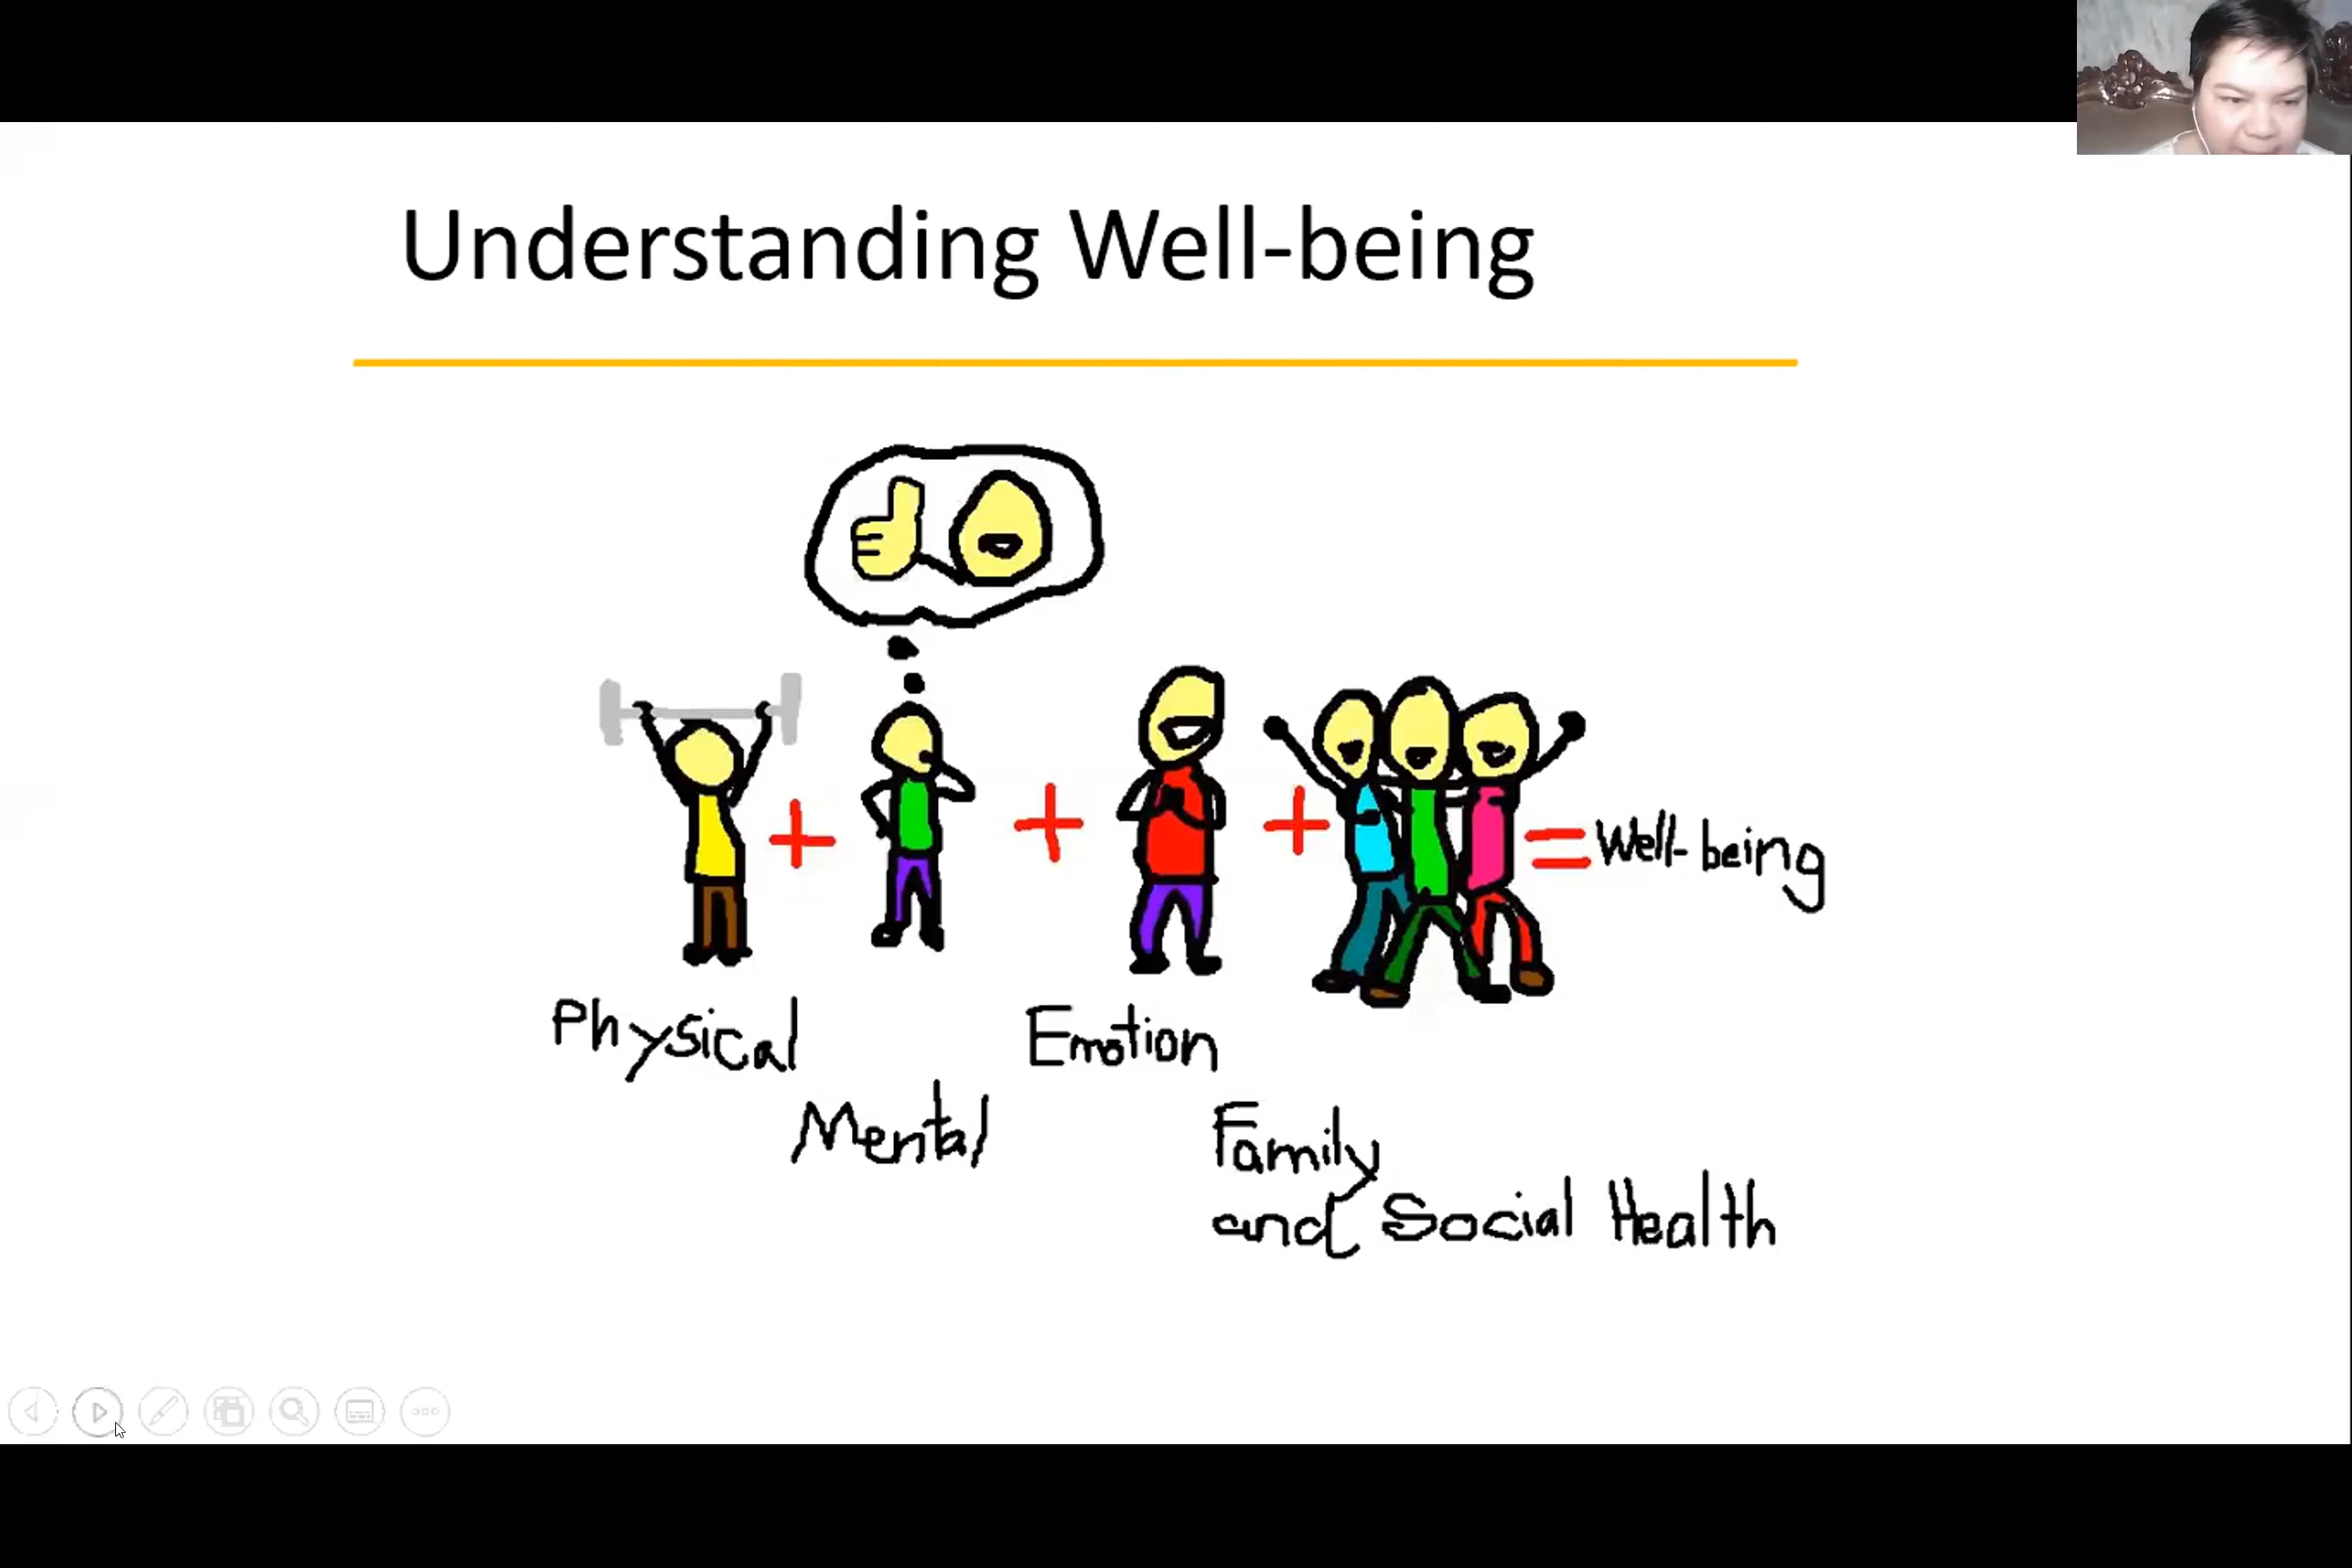 Understanding Well-being
+ + + = Well-being
Physical
Emotion
Mental
Family
and Social Health